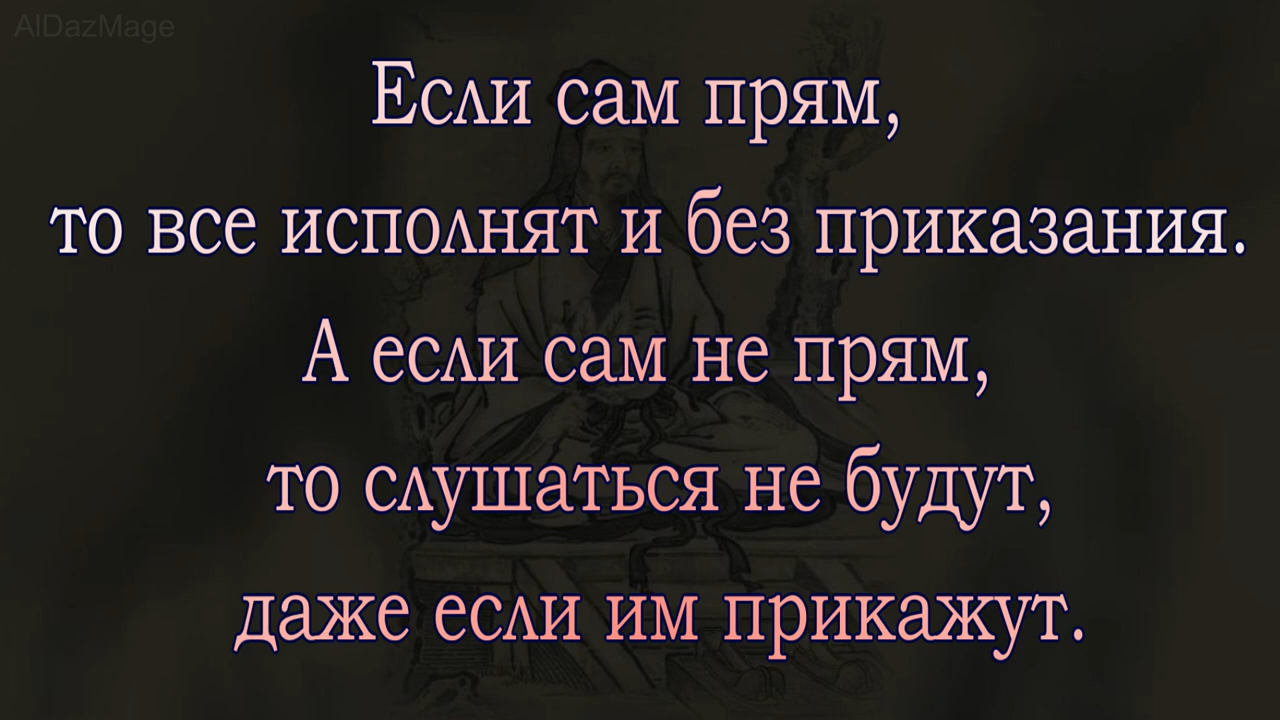 AlDazMage
Если сам прям,
то все исполнят и без приказания.
А если сам не прям,
то слушаться не будут,
даже если им прикажут.